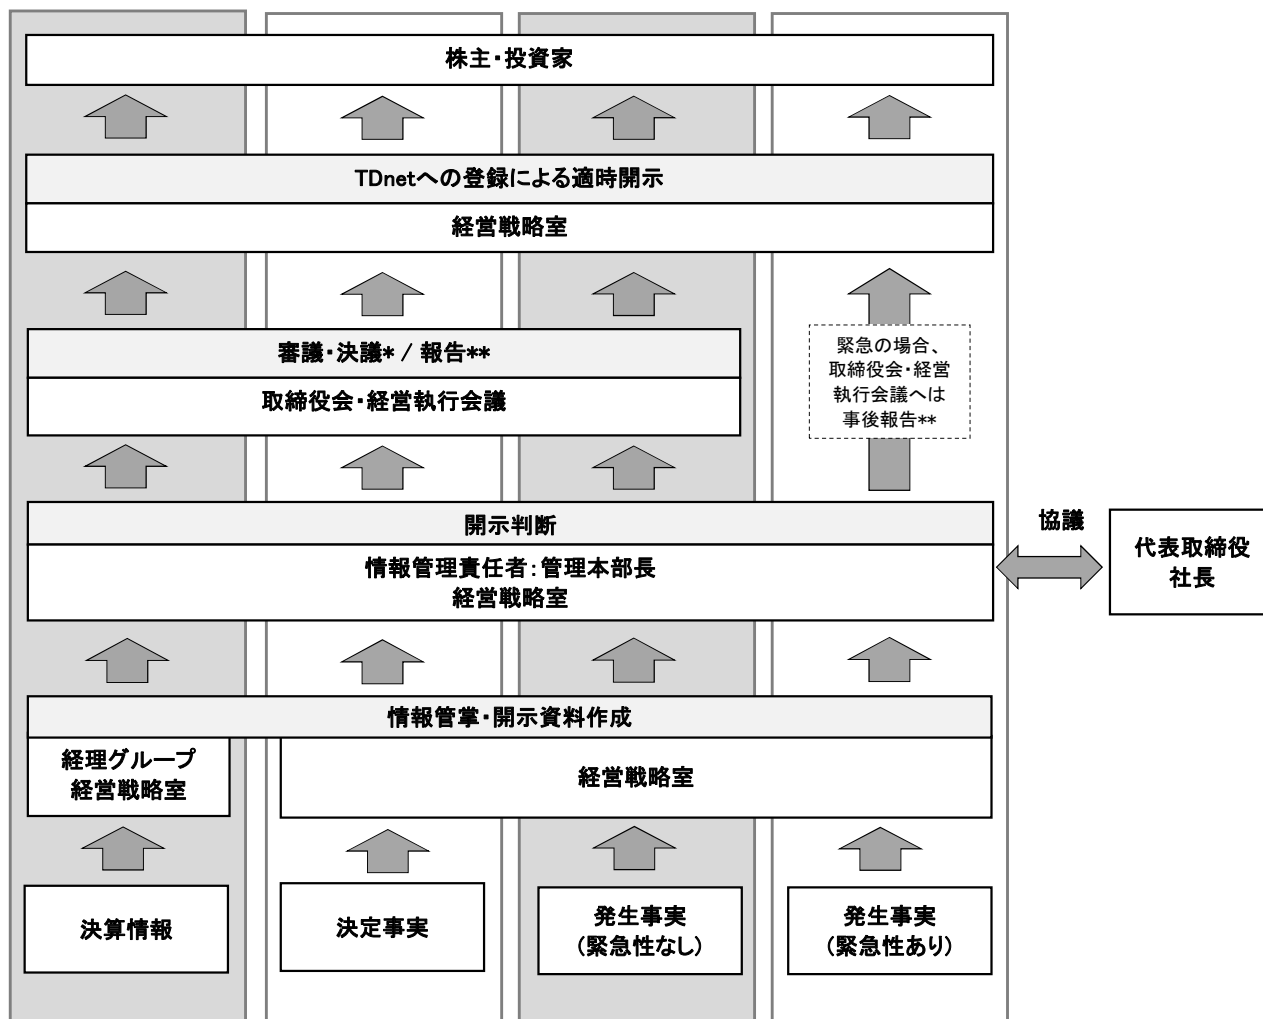 株主・投資家
TDnetへの登録による適時開示
経営戦略室
審議・決議* / 報告**
取締役会・経営執行会議
緊急の場合、
取締役会・経営
執行会議へは
事後報告**
開示判断
情報管理責任者：管理本部長
経営戦略室
協議
代表取締役
社長
情報管掌・開示資料作成
経理グループ
経営戦略室
経営戦略室
決算情報
決定事実
発生事実
(緊急性なし)
発生事実
(緊急性あり)